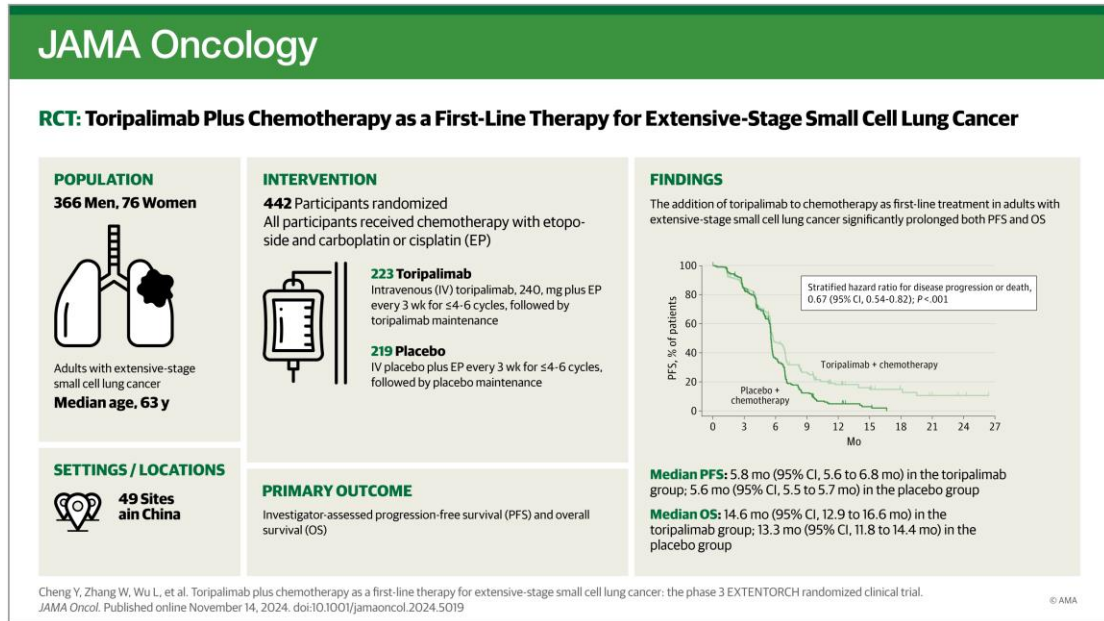 JAMA Oncology
RCT: Toripalimab Plus Chemotherapy as a First-Line Therapy for Extensive-Stage Small Cell Lung Cancer
POPULATION
366 Men, 76 Women
Adults with extensive-stage
small cell lung cancer
Median age, 63 y
SETTINGS / LOCATIONS
49 Sites
ain China
INTERVENTION
442 Participants randomized
All participants received chemotherapy with etopo-
side and carboplatin or cisplatin (EP)
223 Toripalimab
Intravenous (IV) toripalimab, 240, mg plus EP
every 3 wk for ≤4-6 cycles, followed by
toripalimab maintenance
219 Placebo
IV placebo plus EP every 3 wk for ≤4-6 cycles,
followed by placebo maintenance
PRIMARY OUTCOME
Investigator-assessed progression-free survival (PFS) and overall
survival (OS)
FINDINGS
The addition of toripalimab to chemotherapy as first-line treatment in adults with
extensive-stage small cell lung cancer significantly prolonged both PFS and OS
Stratified hazard ratio for disease progression or death,
0.67 (95% CI, 0.54-0.82); P <.001
PFS, % of patients
100
80
60
40
20
0
Toripalimab + chemotherapy
Placebo +
chemotherapy
0 3 6 9 12 15 18 21 24 27
Mo
Median PFS: 5.8 mo (95% CI, 5.6 to 6.8 mo) in the toripalimab
group; 5.6 mo (95% CI, 5.5 to 5.7 mo) in the placebo group
Median OS: 14.6 mo (95% CI, 12.9 to 16.6 mo) in the
toripalimab group; 13.3 mo (95% CI, 11.8 to 14.4 mo) in the
placebo group
Cheng Y, Zhang W, Wu L, et al. Toripalimab plus chemotherapy as a first-line therapy for extensive-stage small cell lung cancer: the phase 3 EXTENTORCH randomized clinical trial.
JAMA Oncol. Published online November 14, 2024. doi:10.1001/jamaoncol.2024.5019
© AMA